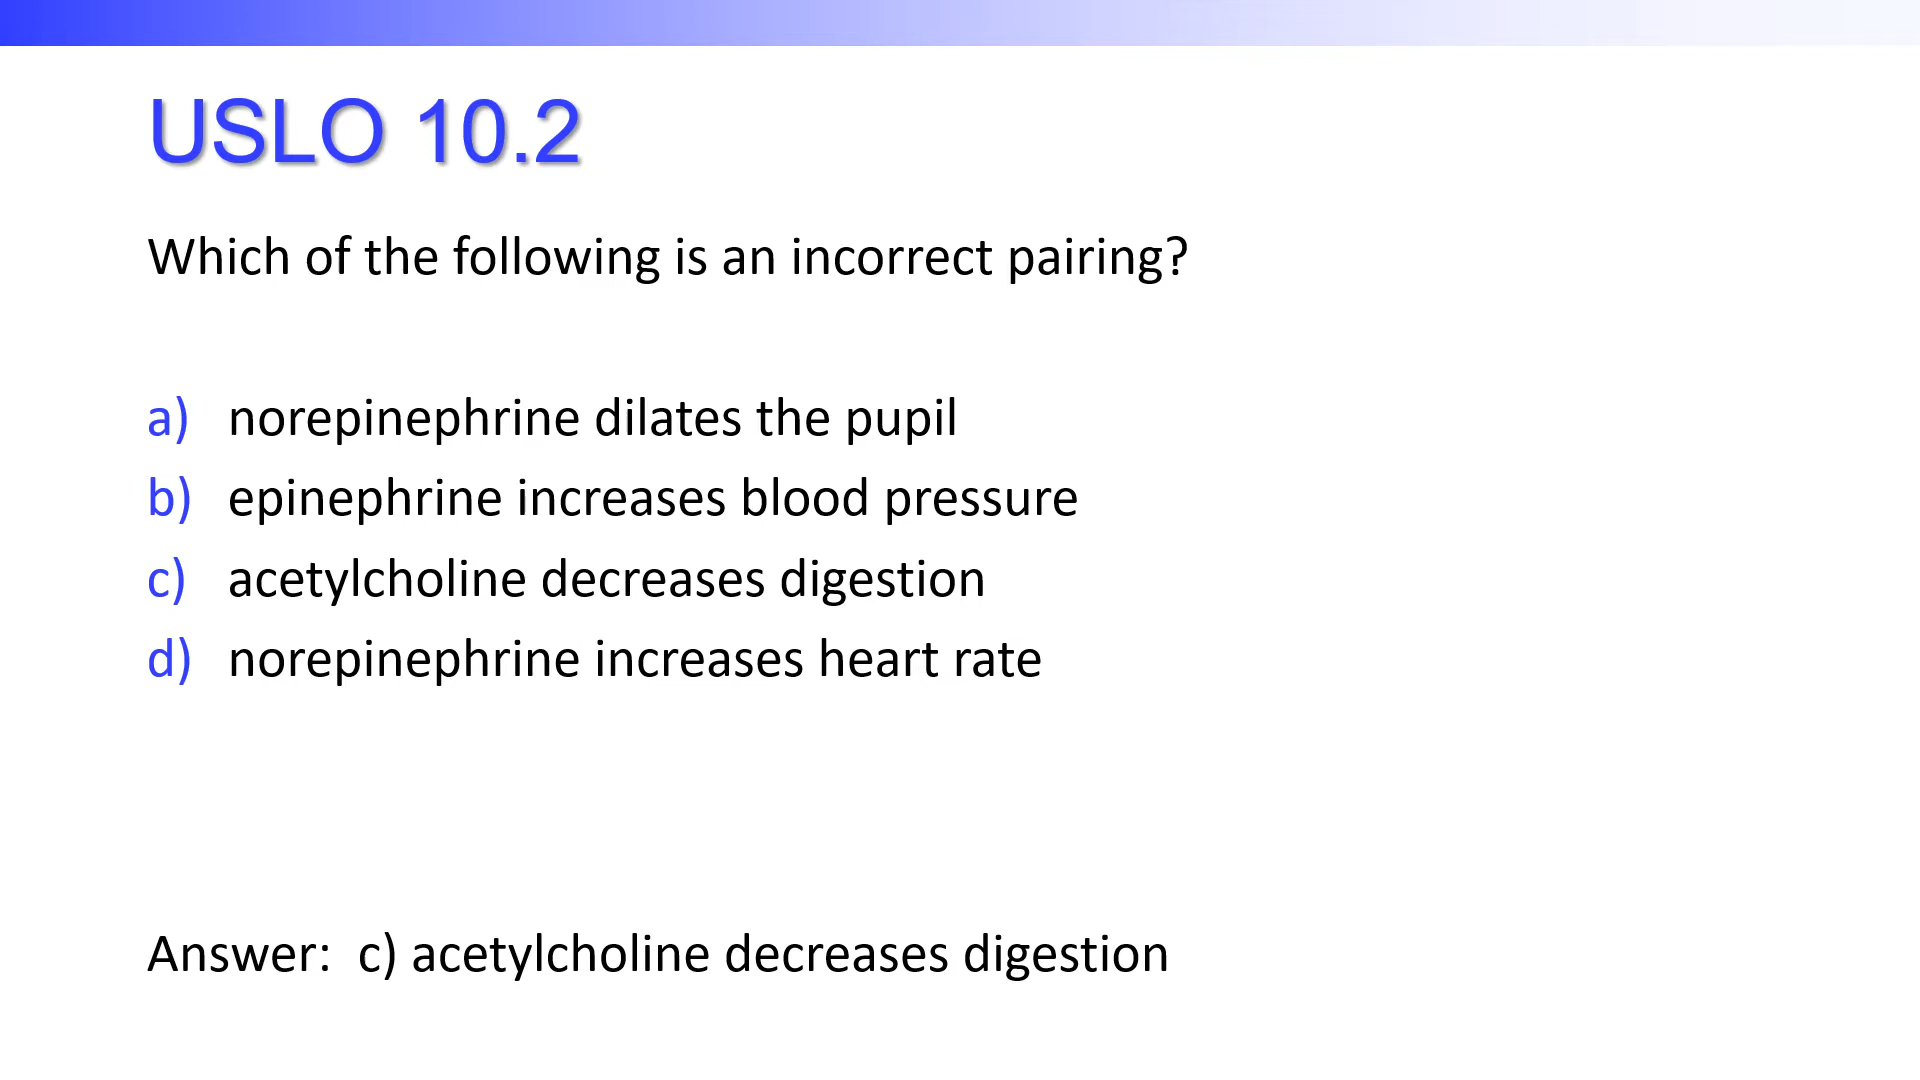 USLO 10.2
Which of the following is an incorrect pairing?
a) norepinephrine dilates the pupil
b) epinephrine increases blood pressure
c) acetylcholine decreases digestion
d) norepinephrine increases heart rate
Answer: c) acetylcholine decreases digestion